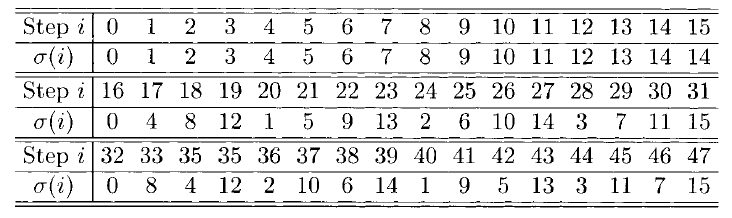 Step i 0 1 2 3 4 5 6 7 8 9 10 11 12 13 14 15
σ(i) 0 1 2 3 4 5 6 7 8 9 10 11 12 13 14 14
Step i 16 17 18 19 20 21 22 23 24 25 26 27 28 29 30 31
σ(i) 0 4 8 12 1 5 9 13 2 6 10 14 3 7 11 15
Step i 32 33 35 35 36 37 38 39 40 41 42 43 44 45 46 47
σ(i) 0 8 4 12 2 10 6 14 1 9 5 13 3 11 7 15